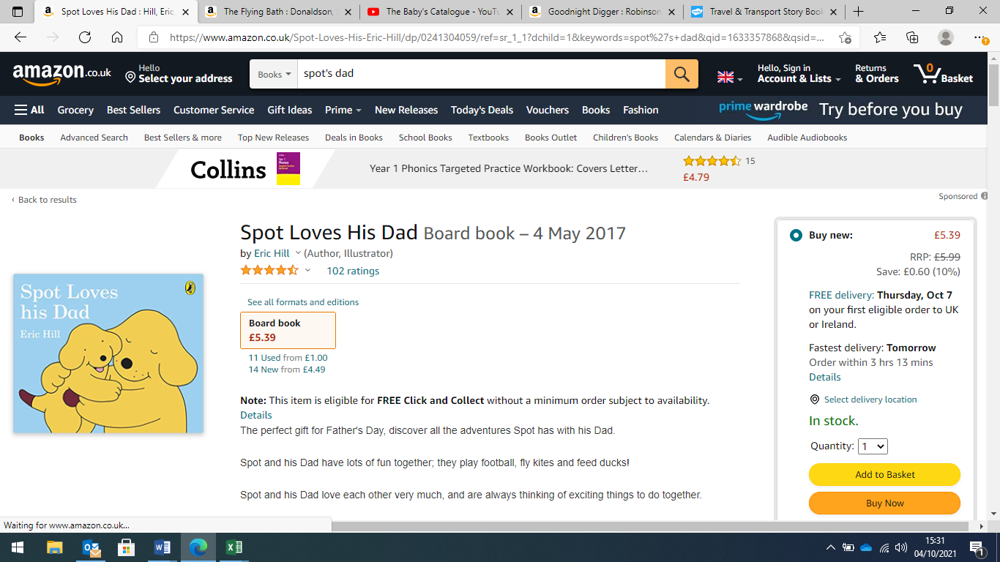 Spot Loves His Dad : Hill, Eric,
The Flying Bath : Donaldson, J
The Baby's Catalogue - YouTu
Goodnight Digger : Robinson
Travel & Transport Story Book
https://www.amazon.co.uk/Spot-Loves-His-Eric-Hill/dp/0241304059/ref=sr_1_1?dchild=1&keywords=spot%27s+dad&qid=1633357868&qsid=...
amazon.co.uk
Hello
Select your address
Books
spot's dad
Hello, Sign in
Account & Lists
Returns
& Orders
0
Basket
All Grocery Best Sellers Customer Service Gift Ideas Prime New Releases Today's Deals Vouchers Books Fashion
prime wardrobe Try before you buy
Books Advanced Search Best Sellers & more Top New Releases Deals in Books School Books Textbooks Books Outlet Children's Books Calendars & Diaries Audible Audiobooks
Collins
Year 1 Phonics Targeted Practice Workbook: Covers Letter…
15
£4.79
‹ Back to results
Sponsored
Spot Loves His Dad Board book – 4 May 2017
by Eric Hill (Author, Illustrator)
102 ratings
See all formats and editions
Board book
£5.39
11 Used from £1.00
14 New from £4.49
Note: This item is eligible for FREE Click and Collect without a minimum order subject to availability.
Details
The perfect gift for Father's Day, discover all the adventures Spot has with his Dad.
Spot and his Dad have lots of fun together; they play football, fly kites and feed ducks!
Spot and his Dad love each other very much, and are always thinking of exciting things to do together.
Spot Loves
his Dad
Eric Hill
Buy new: £5.39
RRP: £5.99
Save: £0.60 (10%)
FREE delivery: Thursday, Oct 7
on your first eligible order to UK
or Ireland.
Fastest delivery: Tomorrow
Order within 3 hrs 13 mins
Details
Select delivery location
In stock.
Quantity: 1
Add to Basket
Buy Now
Waiting for www.amazon.co.uk...
15:31
04/10/2021
1